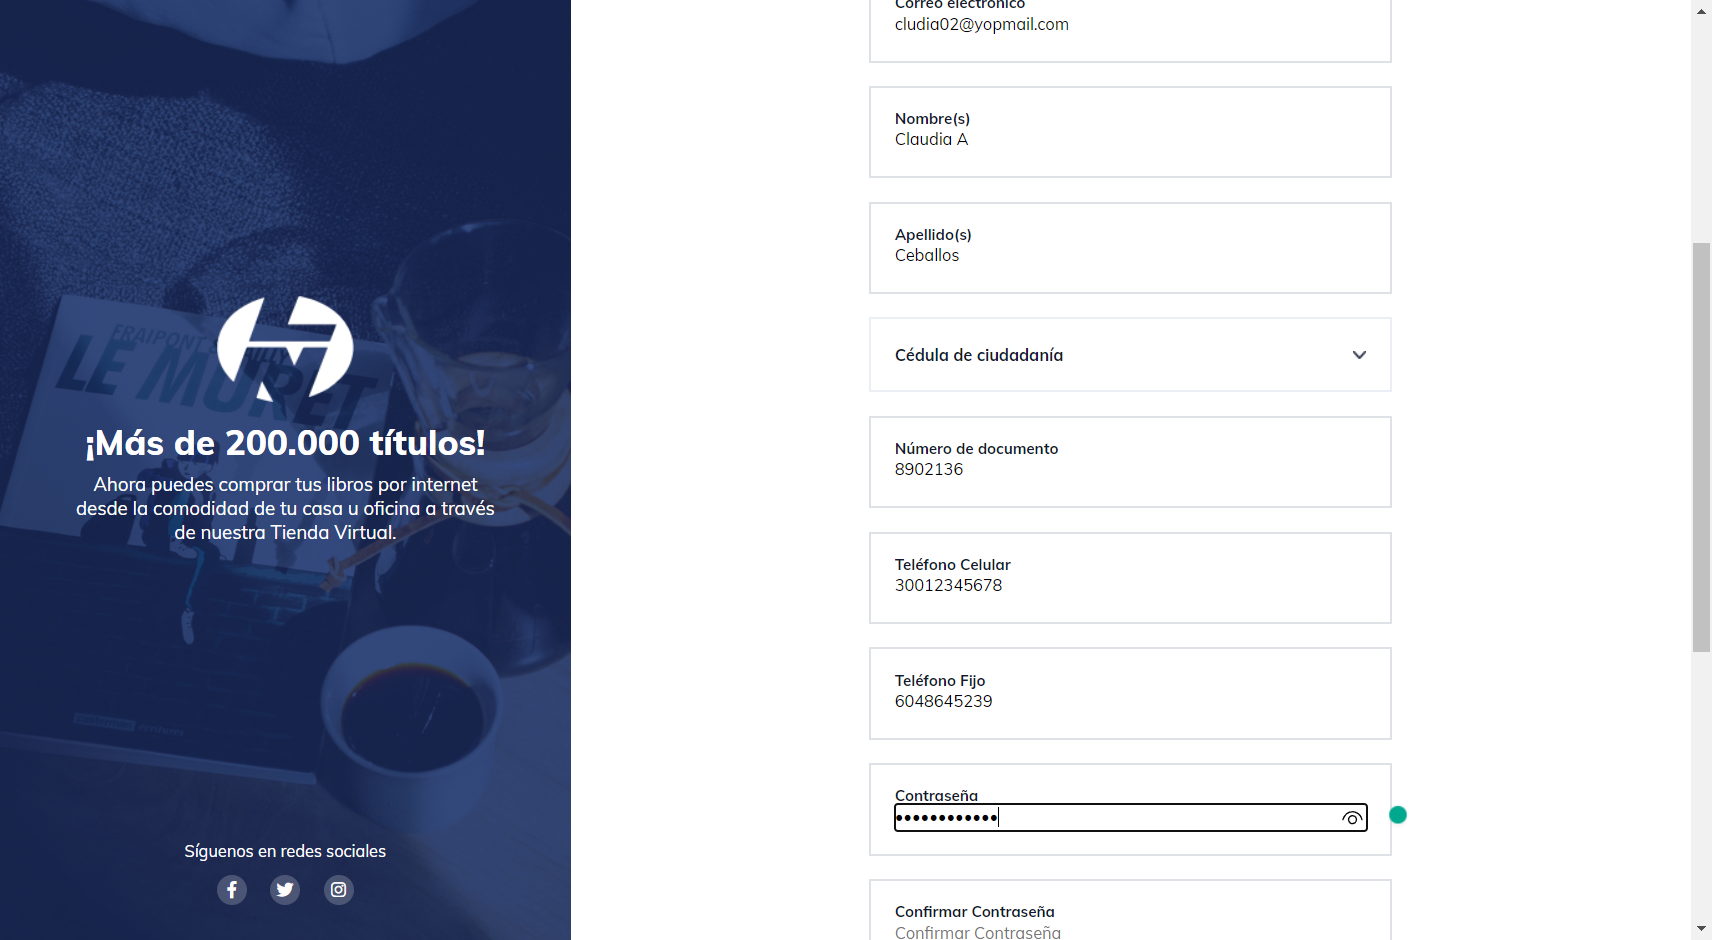 FRAIPONT
LE MURET
¡Más de 200.000 títulos!
Ahora puedes comprar tus libros por internet
desde la comodidad de tu casa u oficina a través
de nuestra Tienda Virtual.
Síguenos en redes sociales
Correo electrónico
cludia02@yopmail.com
Nombre(s)
Claudia A
Apellido(s)
Ceballos
Cédula de ciudadanía
Número de documento
8902136
Teléfono Celular
30012345678
Teléfono Fijo
6048645239
Contraseña
••••••••••••
Confirmar Contraseña
Confirmar Contraseña